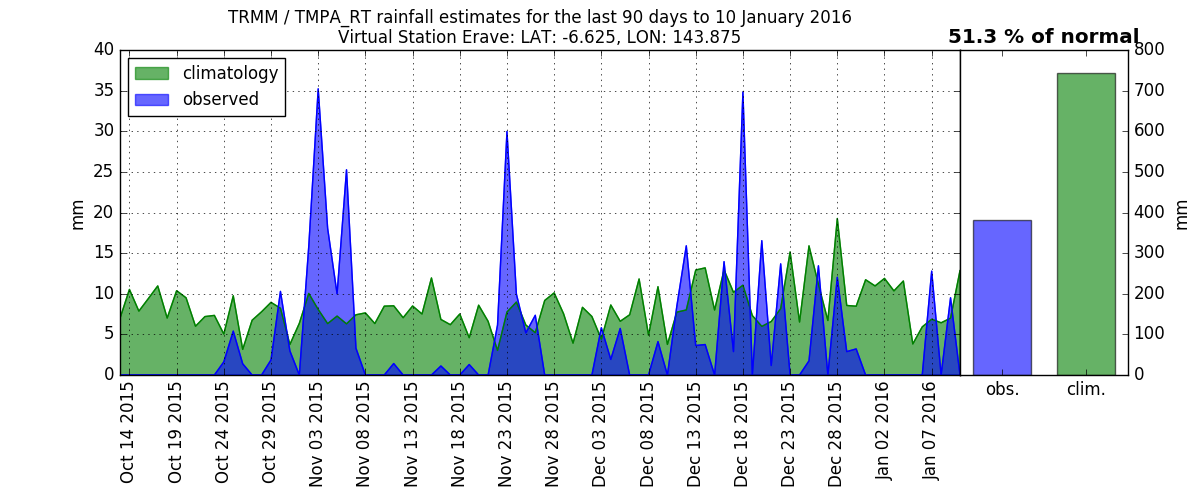 TRMM / TMPA_RT rainfall estimates for the last 90 days to 10 January 2016
Virtual Station Erave: LAT: -6.625, LON: 143.875
51.3 % of normal
climatology
observed
40
35
30
25
20
15
10
5
0
mm
800
700
600
500
400
300
200
100
0
mm
Oct 14 2015
Oct 19 2015
Oct 24 2015
Oct 29 2015
Nov 03 2015
Nov 08 2015
Nov 13 2015
Nov 18 2015
Nov 23 2015
Nov 28 2015
Dec 03 2015
Dec 08 2015
Dec 13 2015
Dec 18 2015
Dec 23 2015
Dec 28 2015
Jan 02 2016
Jan 07 2016
obs.
clim.